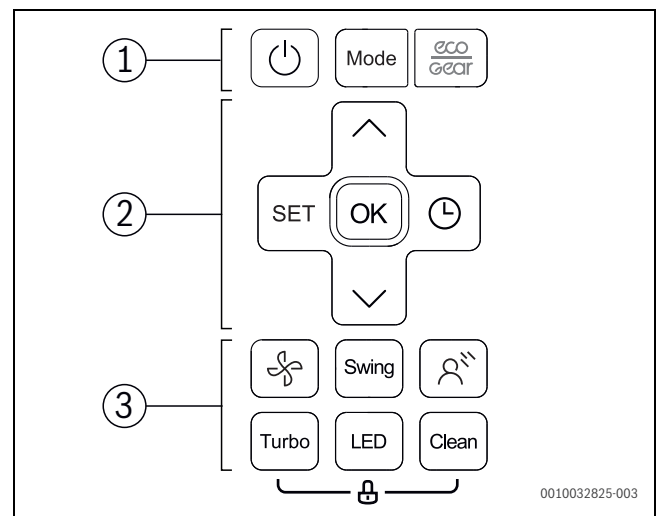 1
Mode
eco
Gear
2
SET
OK
3
Swing
Turbo
LED
Clean
0010032825-003